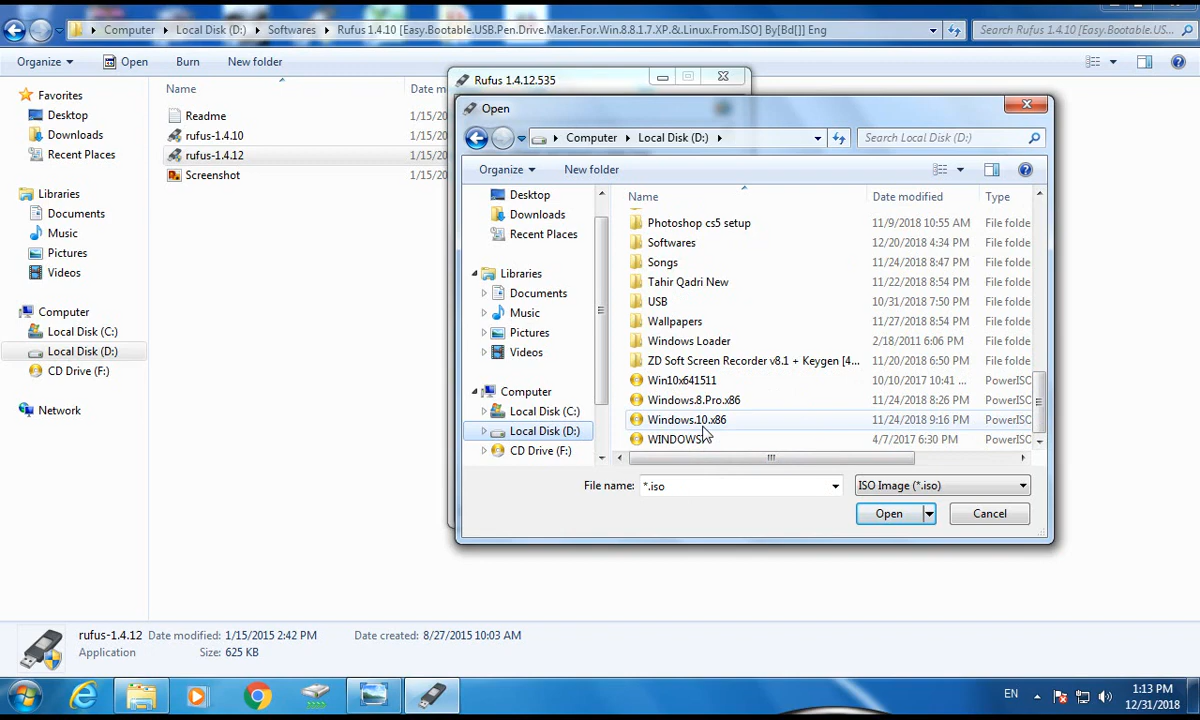 Computer Local Disk (D:) Softwares Rufus 1.4.10 [Easy.Bootable.USB.Pen.Drive.Maker.For.Win.8.8.1.7.XP.&.Linux.From.ISO] By[Bd[]] Eng
Search Rufus 1.4.10 [Easy.Bootable.US...
Organize Open Burn New folder
Favorites
Desktop
Downloads
Recent Places
Libraries
Documents
Music
Pictures
Videos
Computer
Local Disk (C:)
Local Disk (D:)
CD Drive (F:)
Network
Name Date mo
Readme 1/15/20
rufus-1.4.10 1/15/20
rufus-1.4.12 1/15/20
Screenshot 1/15/20
Rufus 1.4.12.535
Open
Computer Local Disk (D:)
Search Local Disk (D:)
Organize New folder
Desktop
Downloads
Recent Places
Libraries
Documents
Music
Pictures
Videos
Computer
Local Disk (C:)
Local Disk (D:)
CD Drive (F:)
Name Date modified Type
Photoshop cs5 setup 11/9/2018 10:55 AM File folde
Softwares 12/20/2018 4:34 PM File folde
Songs 11/24/2018 8:47 PM File folde
Tahir Qadri New 11/22/2018 8:54 PM File folde
USB 10/31/2018 7:50 PM File folde
Wallpapers 11/27/2018 8:54 PM File folde
Windows Loader 2/18/2011 6:06 PM File folde
ZD Soft Screen Recorder v8.1 + Keygen [4... 11/20/2018 6:50 PM File folde
Win10x641511 10/10/2017 10:41 ... PowerISO
Windows.8.Pro.x86 11/24/2018 8:26 PM PowerISO
Windows.10.x86 11/24/2018 9:16 PM PowerISO
WINDOWS 4/7/2017 6:30 PM PowerISO
File name: *.iso ISO Image (*.iso)
Open Cancel
rufus-1.4.12 Date modified: 1/15/2015 2:42 PM Date created: 8/27/2015 10:03 AM
Application Size: 625 KB
EN
1:13 PM
12/31/2018